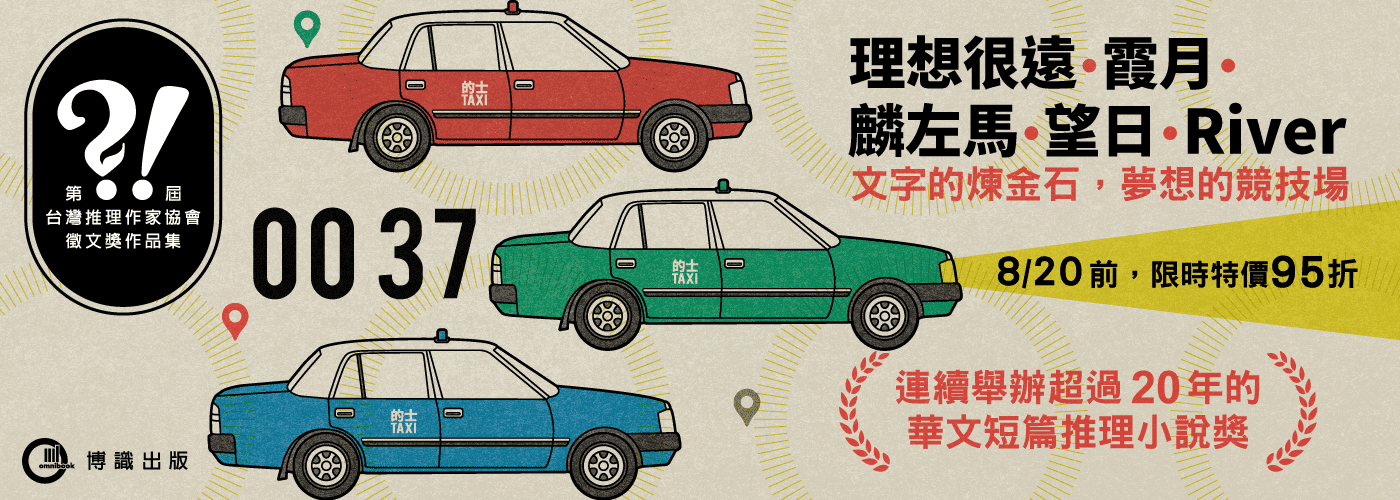 ?!
第 屆
台灣推理作家協會
徵文獎作品集
00 37
的士
TAXI
的士
TAXI
的士
TAXI
理想很遠•霞月•
麟左馬•望日•River
文字的煉金石，夢想的競技場
8/20前，限時特價95折
連續舉辦超過20年的
華文短篇推理小說獎
omnibook
博識出版